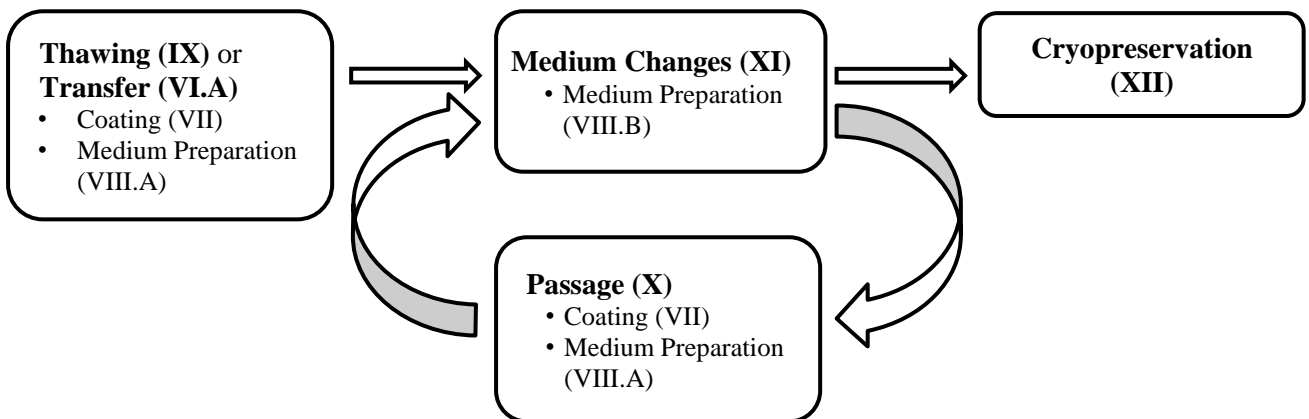 Thawing (IX) or
Transfer (VI.A)
• Coating (VII)
• Medium Preparation
(VIII.A)
Medium Changes (XI)
• Medium Preparation
(VIII.B)
Cryopreservation
(XII)
Passage (X)
• Coating (VII)
• Medium Preparation
(VIII.A)